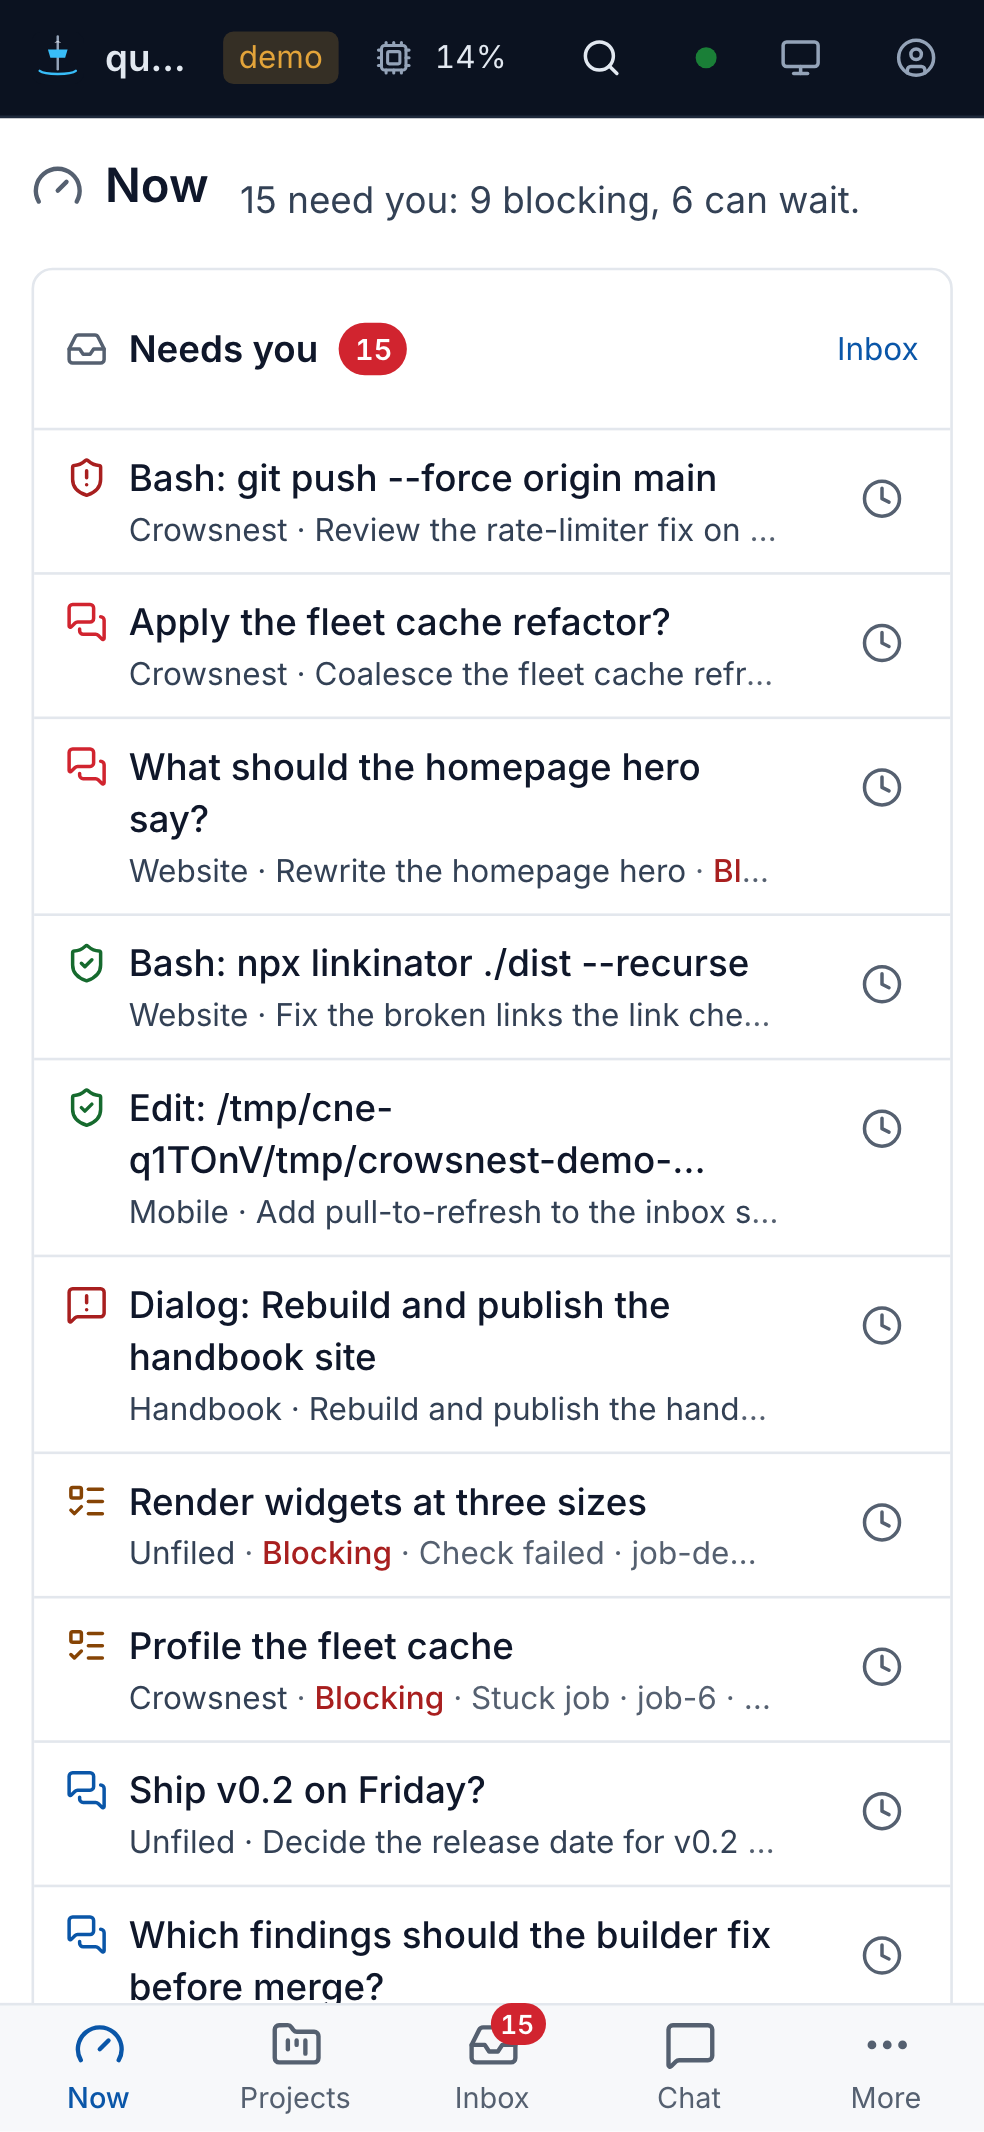 qu...
demo
14%
Now
15 need you: 9 blocking, 6 can wait.
Needs you 15
Inbox
Bash: git push --force origin main
Crowsnest · Review the rate-limiter fix on ...
Apply the fleet cache refactor?
Crowsnest · Coalesce the fleet cache refr...
What should the homepage hero
say?
Website · Rewrite the homepage hero · Bl...
Bash: npx linkinator ./dist --recurse
Website · Fix the broken links the link che...
Edit: /tmp/cne-
q1TOnV/tmp/crowsnest-demo-...
Mobile · Add pull-to-refresh to the inbox s...
Dialog: Rebuild and publish the
handbook site
Handbook · Rebuild and publish the hand...
Render widgets at three sizes
Unfiled · Blocking · Check failed · job-de...
Profile the fleet cache
Crowsnest · Blocking · Stuck job · job-6 · ...
Ship v0.2 on Friday?
Unfiled · Decide the release date for v0.2 ...
Which findings should the builder fix
before merge?
15
Now
Projects
Inbox
Chat
More